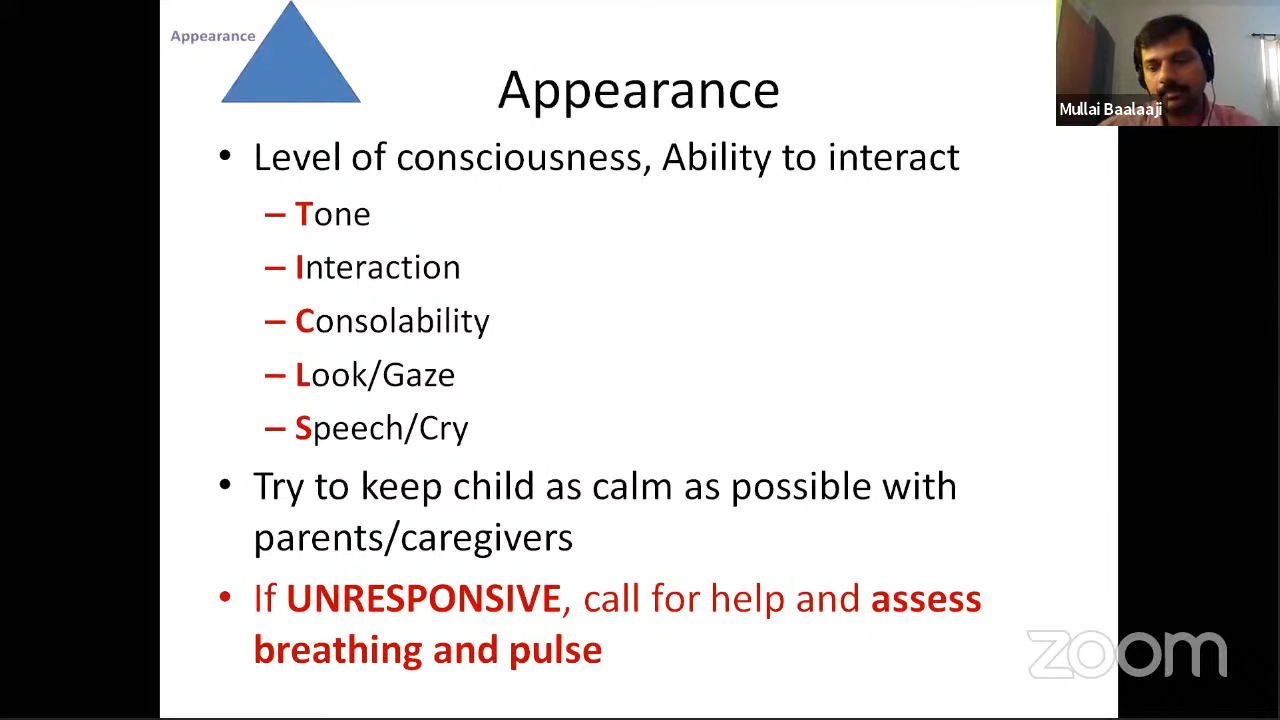 Appearance
Appearance
Mullai Baalaaji
• Level of consciousness, Ability to interact
– Tone
– Interaction
– Consolability
– Look/Gaze
– Speech/Cry
• Try to keep child as calm as possible with
parents/caregivers
• If UNRESPONSIVE, call for help and assess
breathing and pulse
zoom